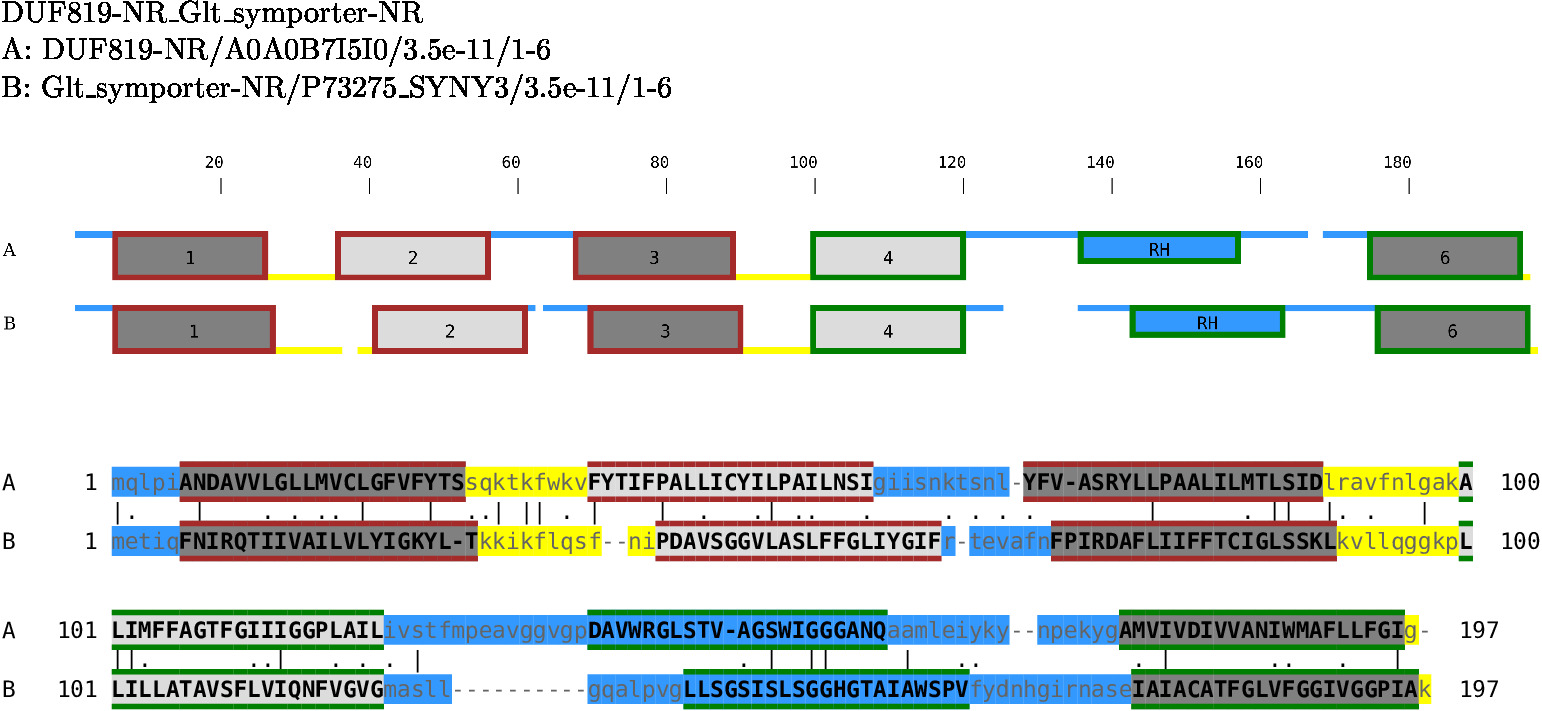 DUF819-NR_Glt_symporter-NR
A: DUF819-NR/A0A0B7I5I0/3.5e-11/1-6
B: Glt_symporter-NR/P73275_SYNY3/3.5e-11/1-6
20 40 60 80 100 120 140 160 180
A 1 2 3 4 RH 6
B 1 2 3 4 RH 6
A 1 mqlpiANDAVVLGLLMVCLGFVFYTSsqktkfwkvFYTIFPALLICYILPAILNSIgiisnktsnl-YFV-ASRYLLPAALILMTLSIDlravfnlgakA 100
B 1 metiqFNIRQTIIVAILVLYIGKYL-Tkkikflqsf--niPDAVSGGVLASLFFGLIYGIFr-tevafnFPIRDAFLIIFFTCIGLSSKLkvllqggkpL 100
A 101 LIMFFAGTFGIIIGGPLAILivstfmpeavggvgpDAVWRGLSTV-AGSWIGGGANQaamleiyky--npekygAMVIVDIVVANIWMAFLLFGIg- 197
B 101 LILLATAVSFLVIQNFVGVGmasll----------gqalpvgLLSGSISLSGGHGTAIAWSPVfydnhgirnaseIAIACATFGLVFGGIVGGPIAk 197